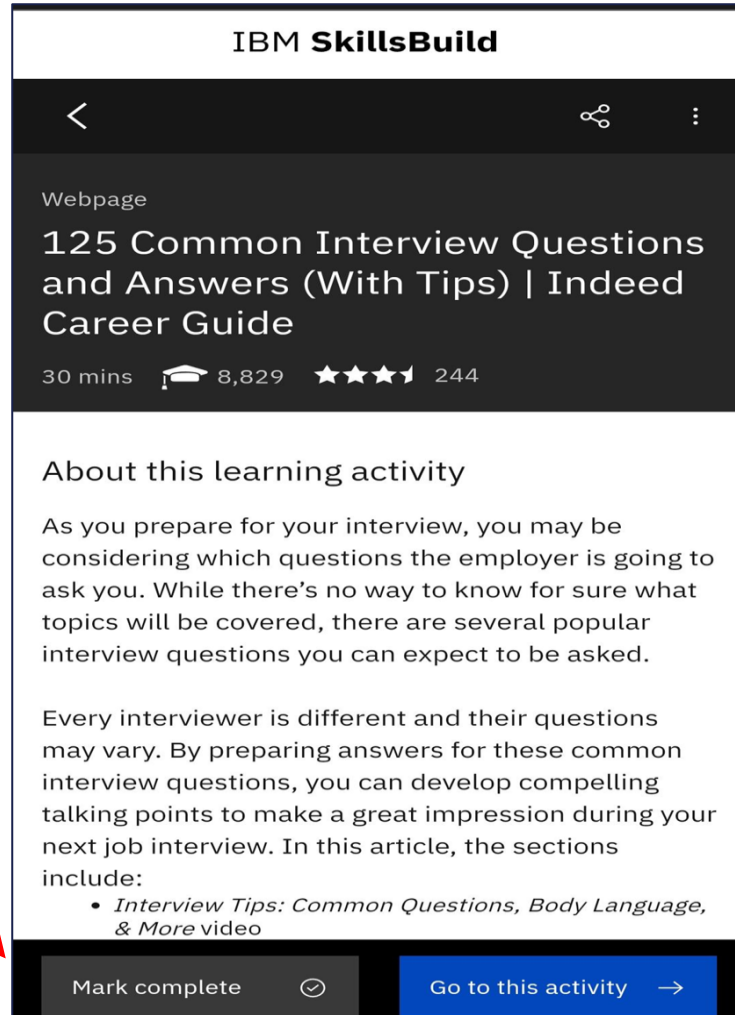 IBM SkillsBuild
Webpage
125 Common Interview Questions
and Answers (With Tips) | Indeed
Career Guide
30 mins 8,829 244
About this learning activity
As you prepare for your interview, you may be
considering which questions the employer is going to
ask you. While there’s no way to know for sure what
topics will be covered, there are several popular
interview questions you can expect to be asked.
Every interviewer is different and their questions
may vary. By preparing answers for these common
interview questions, you can develop compelling
talking points to make a great impression during your
next job interview. In this article, the sections
include:
• Interview Tips: Common Questions, Body Language,
& More video
Mark complete Go to this activity →